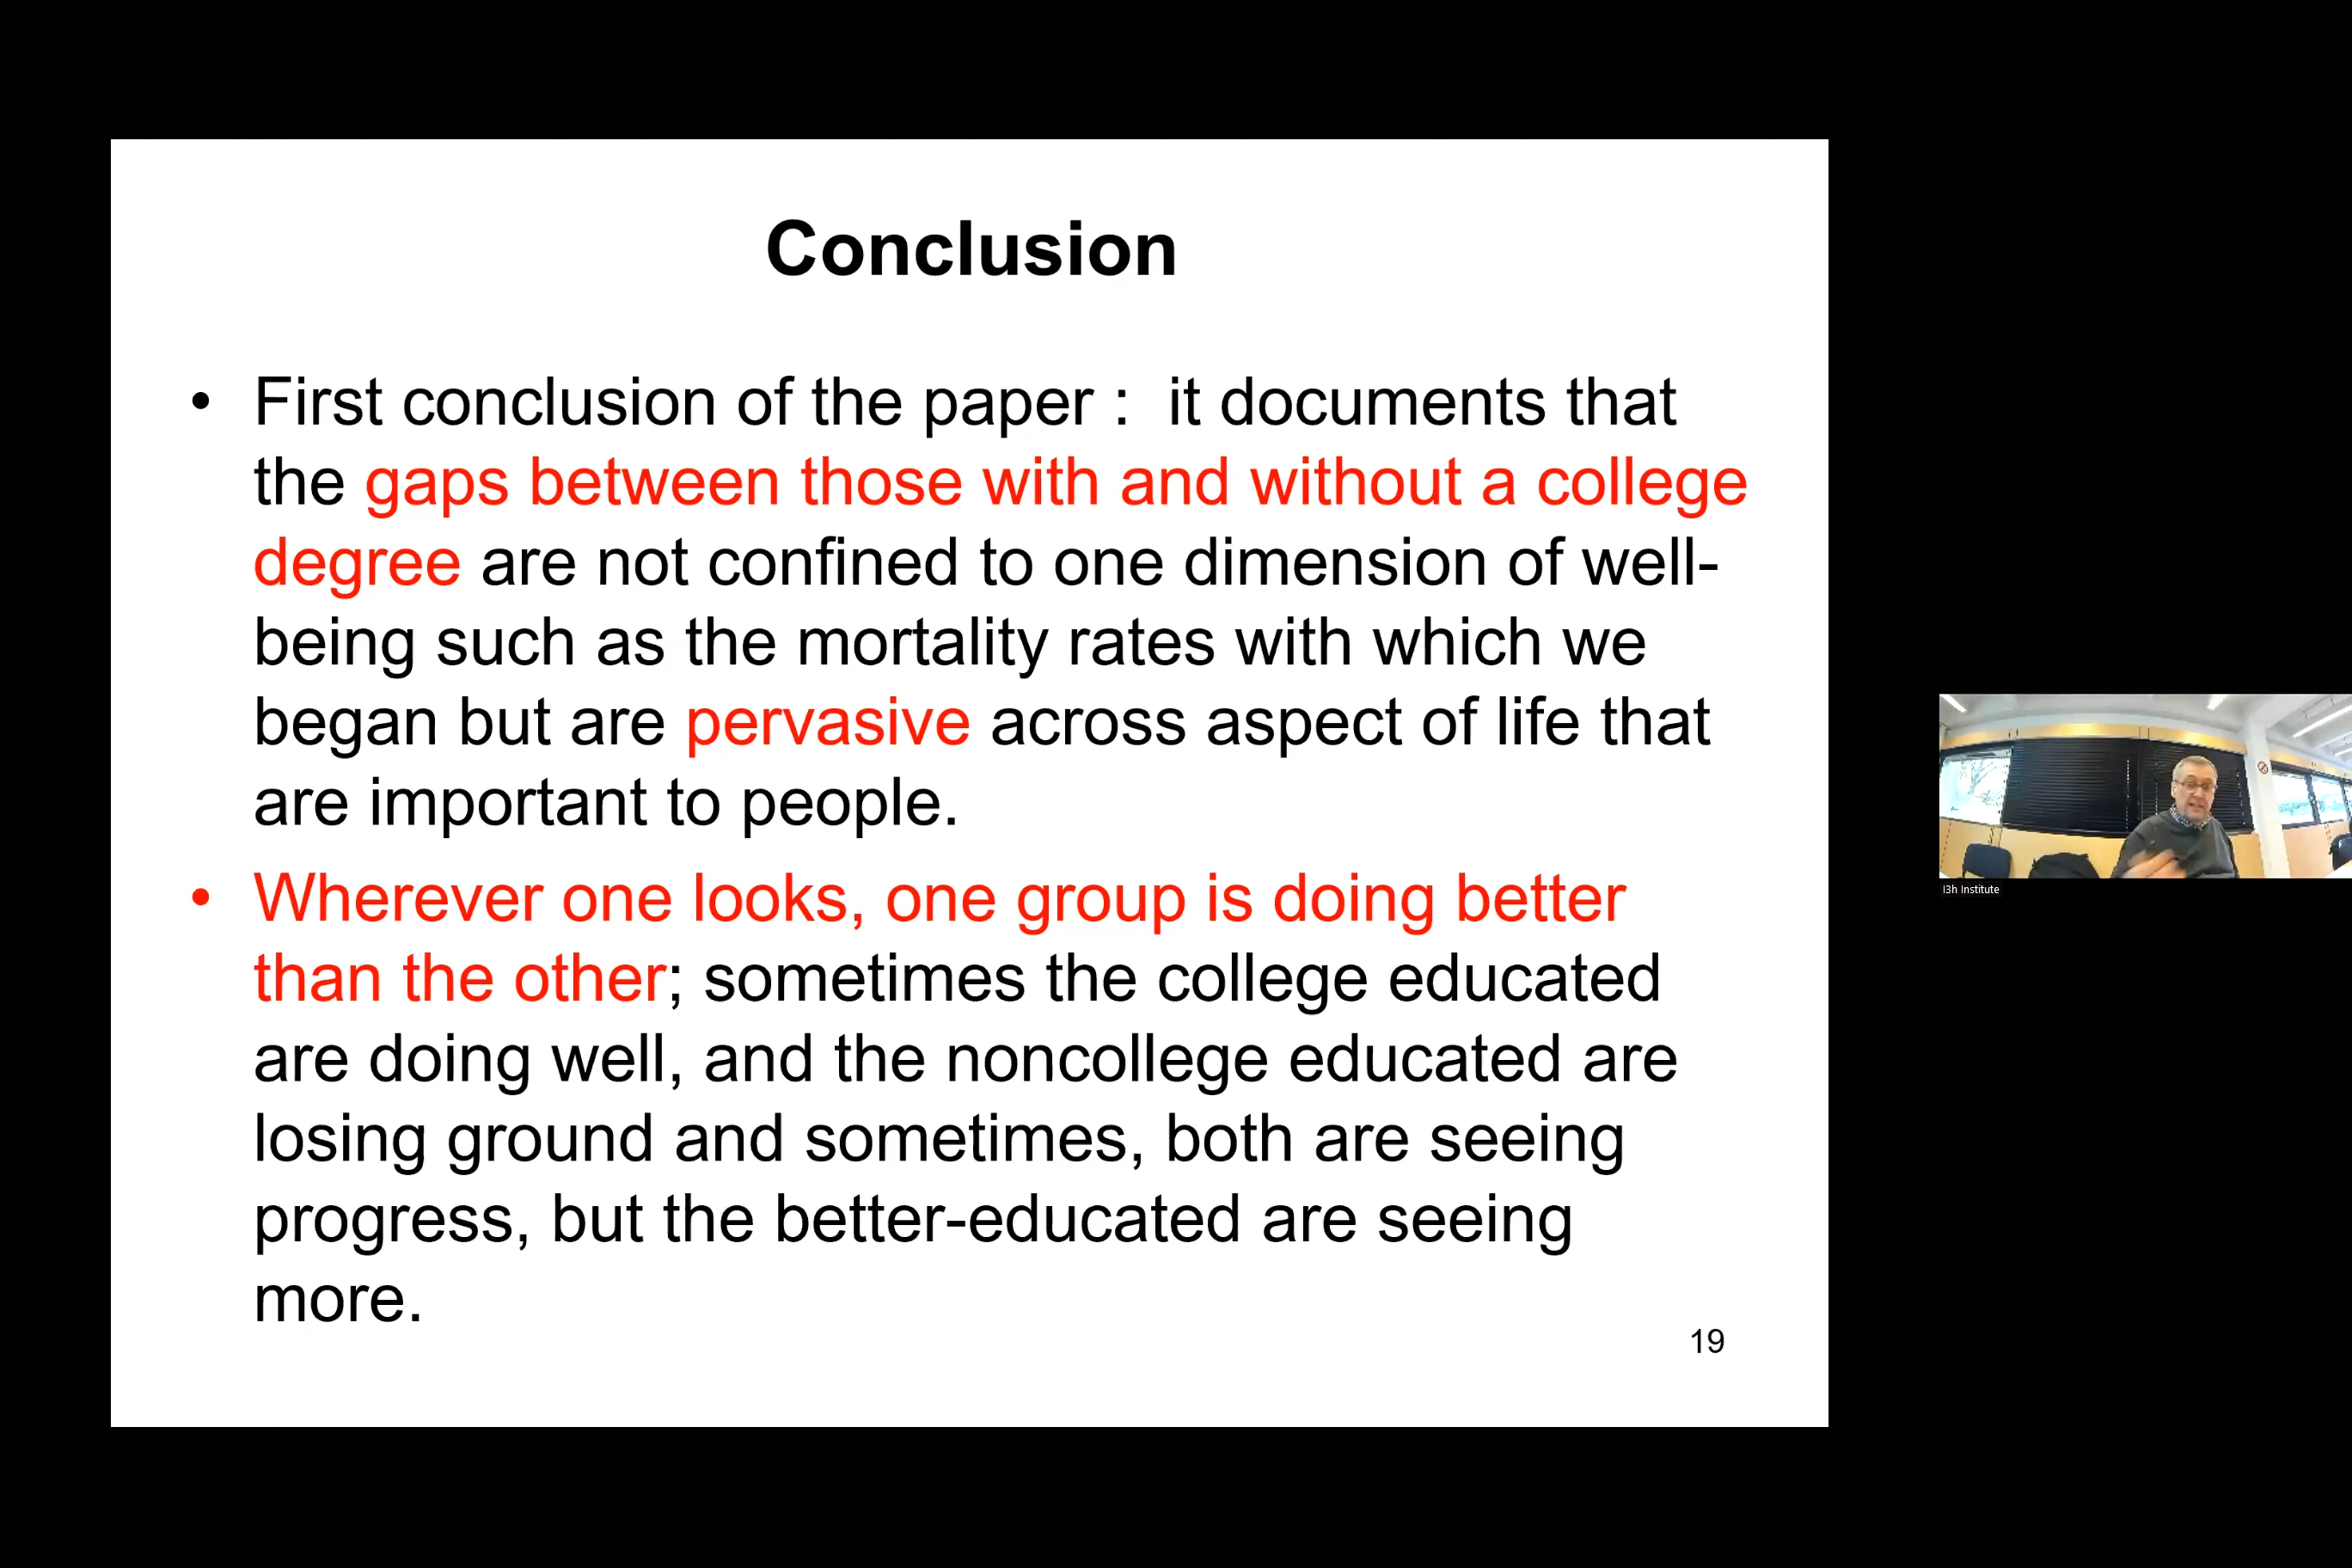 Conclusion
• First conclusion of the paper : it documents that
the gaps between those with and without a college
degree are not confined to one dimension of well-
being such as the mortality rates with which we
began but are pervasive across aspect of life that
are important to people.
• Wherever one looks, one group is doing better
than the other; sometimes the college educated
are doing well, and the noncollege educated are
losing ground and sometimes, both are seeing
progress, but the better-educated are seeing
more.
19
I3h Institute